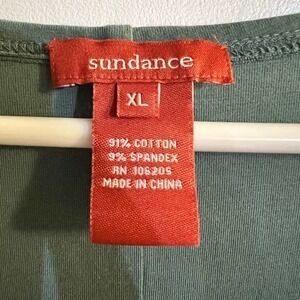 sundance
XL
91% COTTON
9% SPANDEX
RN 106205
MADE IN CHINA